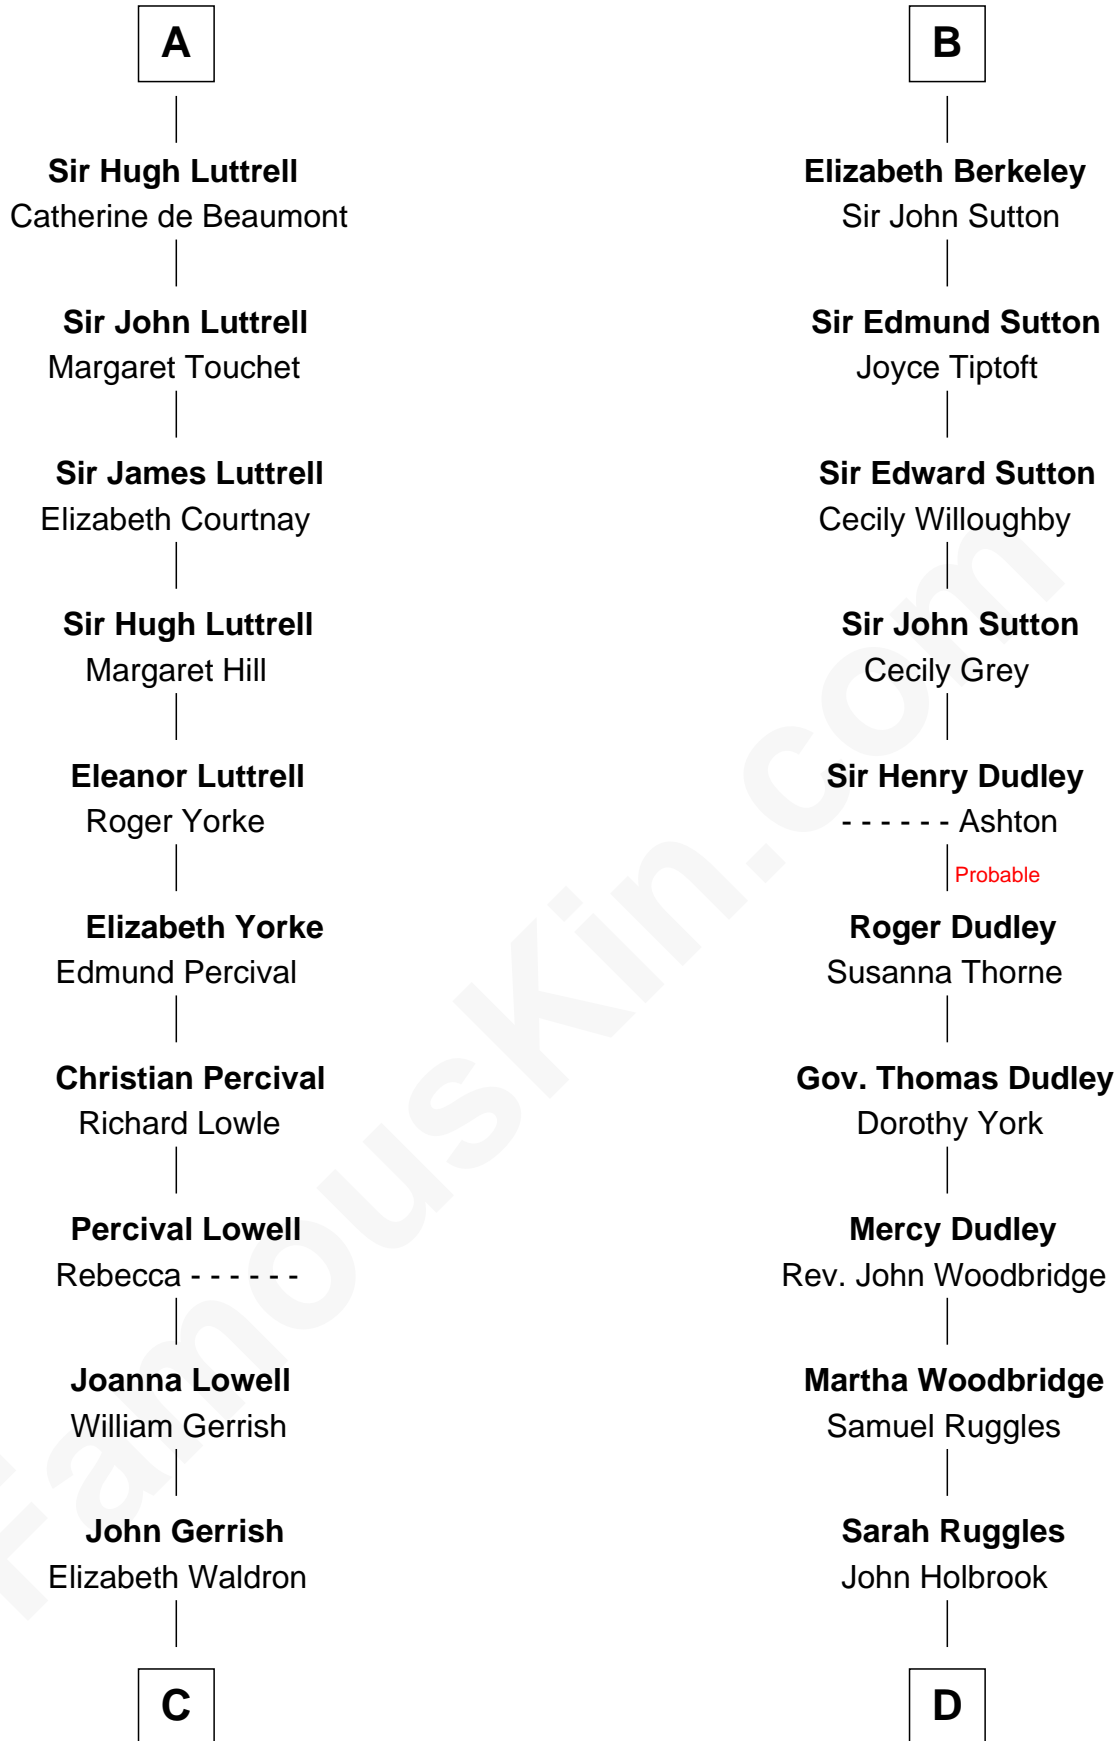 A
Sir Hugh Luttrell
Catherine de Beaumont
Sir John Luttrell
Margaret Touchet
Sir James Luttrell
Elizabeth Courtnay
Sir Hugh Luttrell
Margaret Hill
Eleanor Luttrell
Roger Yorke
Elizabeth Yorke
Edmund Percival
Christian Percival
Richard Lowle
Percival Lowell
Rebecca - - - - - -
Joanna Lowell
William Gerrish
John Gerrish
Elizabeth Waldron
C
B
Elizabeth Berkeley
Sir John Sutton
Sir Edmund Sutton
Joyce Tiptoft
Sir Edward Sutton
Cecily Willoughby
Sir John Sutton
Cecily Grey
Sir Henry Dudley
- - - - - - Ashton
Probable
Roger Dudley
Susanna Thorne
Gov. Thomas Dudley
Dorothy York
Mercy Dudley
Rev. John Woodbridge
Martha Woodbridge
Samuel Ruggles
Sarah Ruggles
John Holbrook
D
FamousKin.com